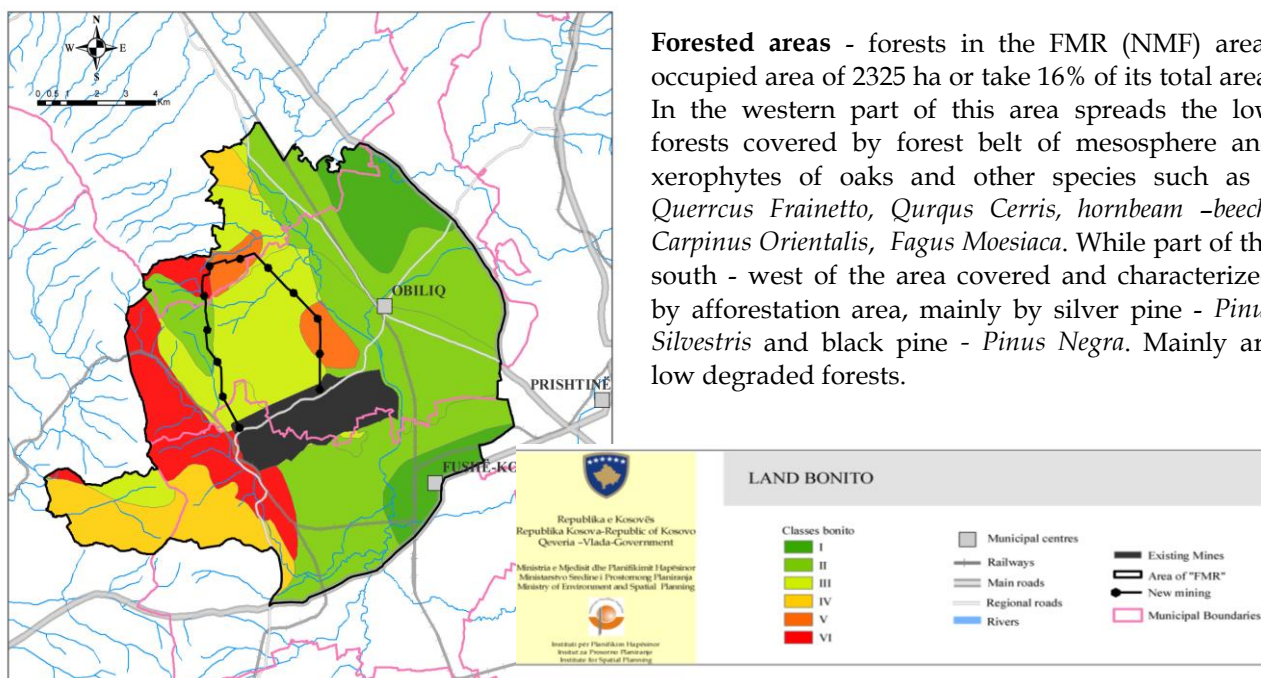 N
W E
S
0 0.5 1 2 3 4
Km
OBILIQ
PRISHTINË
FUSHË-KO
Forested areas - forests in the FMR (NMF) area
occupied area of 2325 ha or take 16% of its total area
In the western part of this area spreads the low
forests covered by forest belt of mesosphere an
xerophytes of oaks and other species such as
Querrcus Frainetto, Qurqus Cerris, hornbeam –beech
Carpinus Orientalis, Fagus Moesiaca. While part of th
south - west of the area covered and characterize
by afforestation area, mainly by silver pine - Pinu
Silvestris and black pine - Pinus Negra. Mainly ar
low degraded forests.
Republika e Kosovës
Republika Kosova-Republic of Kosovo
Qeveria –Vlada-Government
Ministria e Mjedisit dhe Planifikimit Hapësinor
Ministarstvo Sredine i Prostornog Planiranja
Ministry of Environment and Spatial Planning
Instituti për Planifikim Hapësinor
Institut za Prostorno Planiranje
Institute for Spatial Planning
LAND BONITO
Classes bonito
I
II
III
IV
V
VI
Municipal centres
Railways
Main roads
Regional roads
Rivers
Existing Mines
Area of "FMR"
New mining
Municipal Boundaries